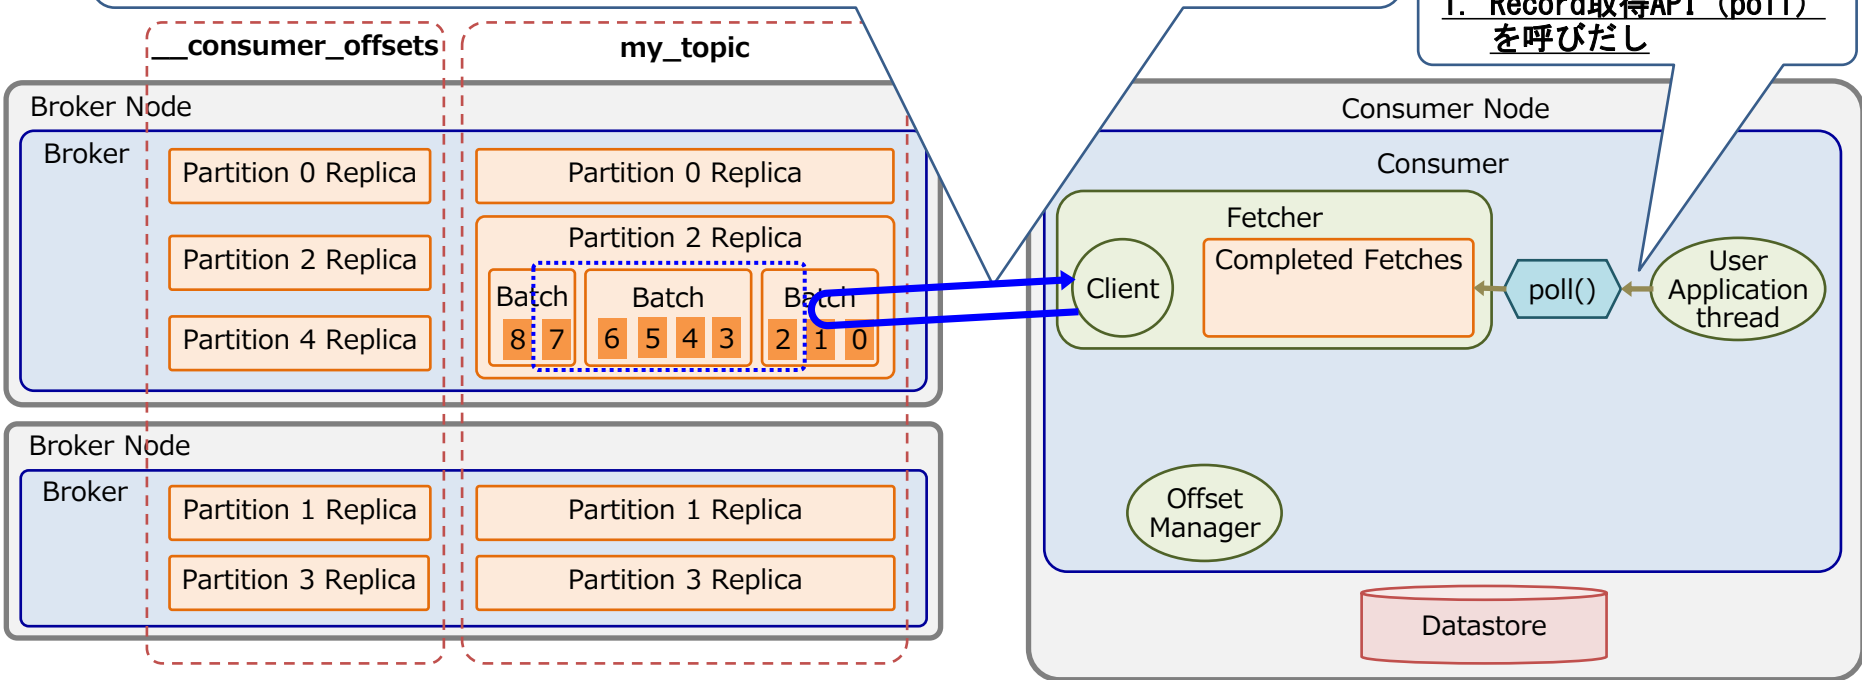 1. Record取得API (poll)
を呼びだし
__consumer_offsets
my_topic
Broker Node
Broker
Partition 0 Replica
Partition 0 Replica
Partition 2 Replica
Partition 2 Replica
Batch
Batch
Batch
8 7
6 5 4 3
2 1 0
Partition 4 Replica
Broker Node
Broker
Partition 1 Replica
Partition 1 Replica
Partition 3 Replica
Partition 3 Replica
Consumer Node
Consumer
Fetcher
Client
Completed Fetches
poll()
User
Application
thread
Offset
Manager
Datastore